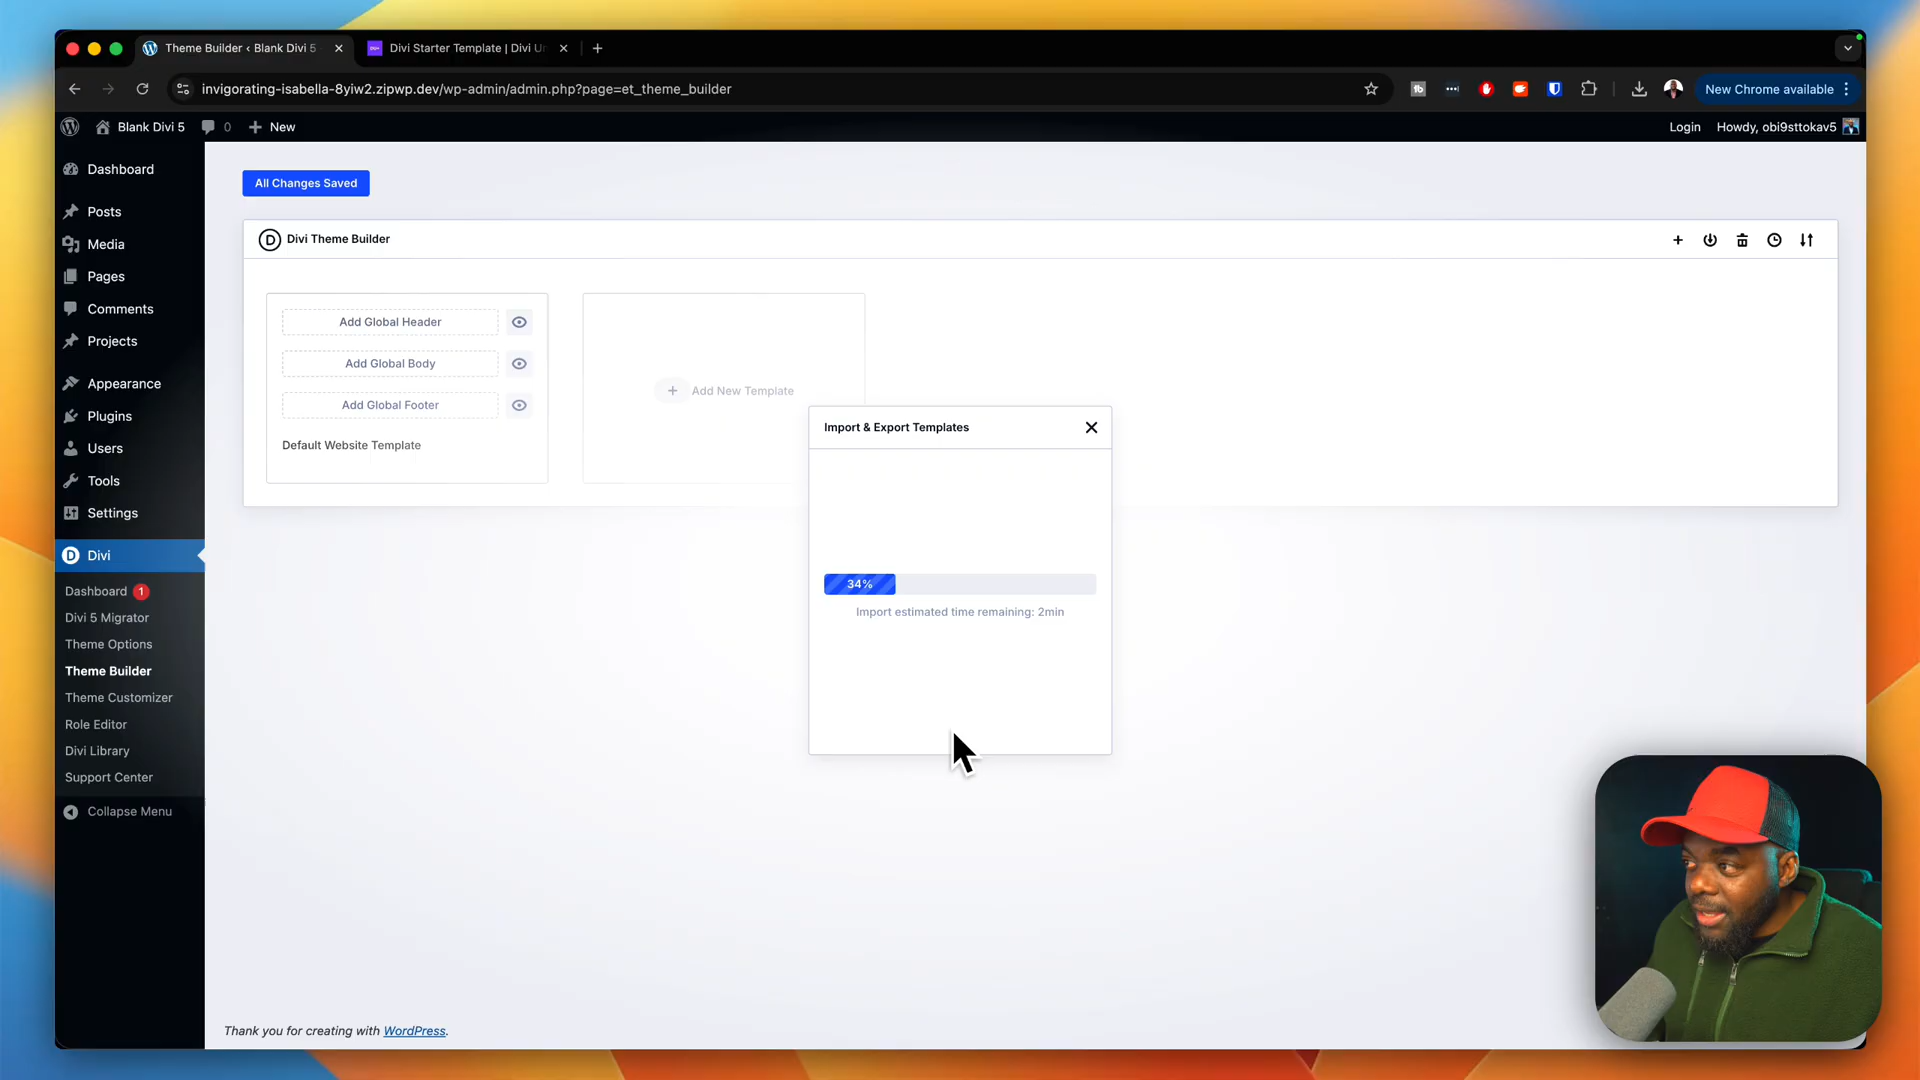 Theme Builder ‹ Blank Divi 5
Divi Starter Template | Divi Un
invigorating-isabella-8yiw2.zipwp.dev/wp-admin/admin.php?page=et_theme_builder
New Chrome available
Blank Divi 5
0
New
Login
Howdy, obi9sttokav5
Dashboard
Posts
Media
Pages
Comments
Projects
Appearance
Plugins
Users
Tools
Settings
Divi
Dashboard 1
Divi 5 Migrator
Theme Options
Theme Builder
Theme Customizer
Role Editor
Divi Library
Support Center
Collapse Menu
All Changes Saved
D Divi Theme Builder
Add Global Header
Add Global Body
Add Global Footer
Default Website Template
Add New Template
Import & Export Templates
34%
Import estimated time remaining: 2min
Thank you for creating with WordPress.